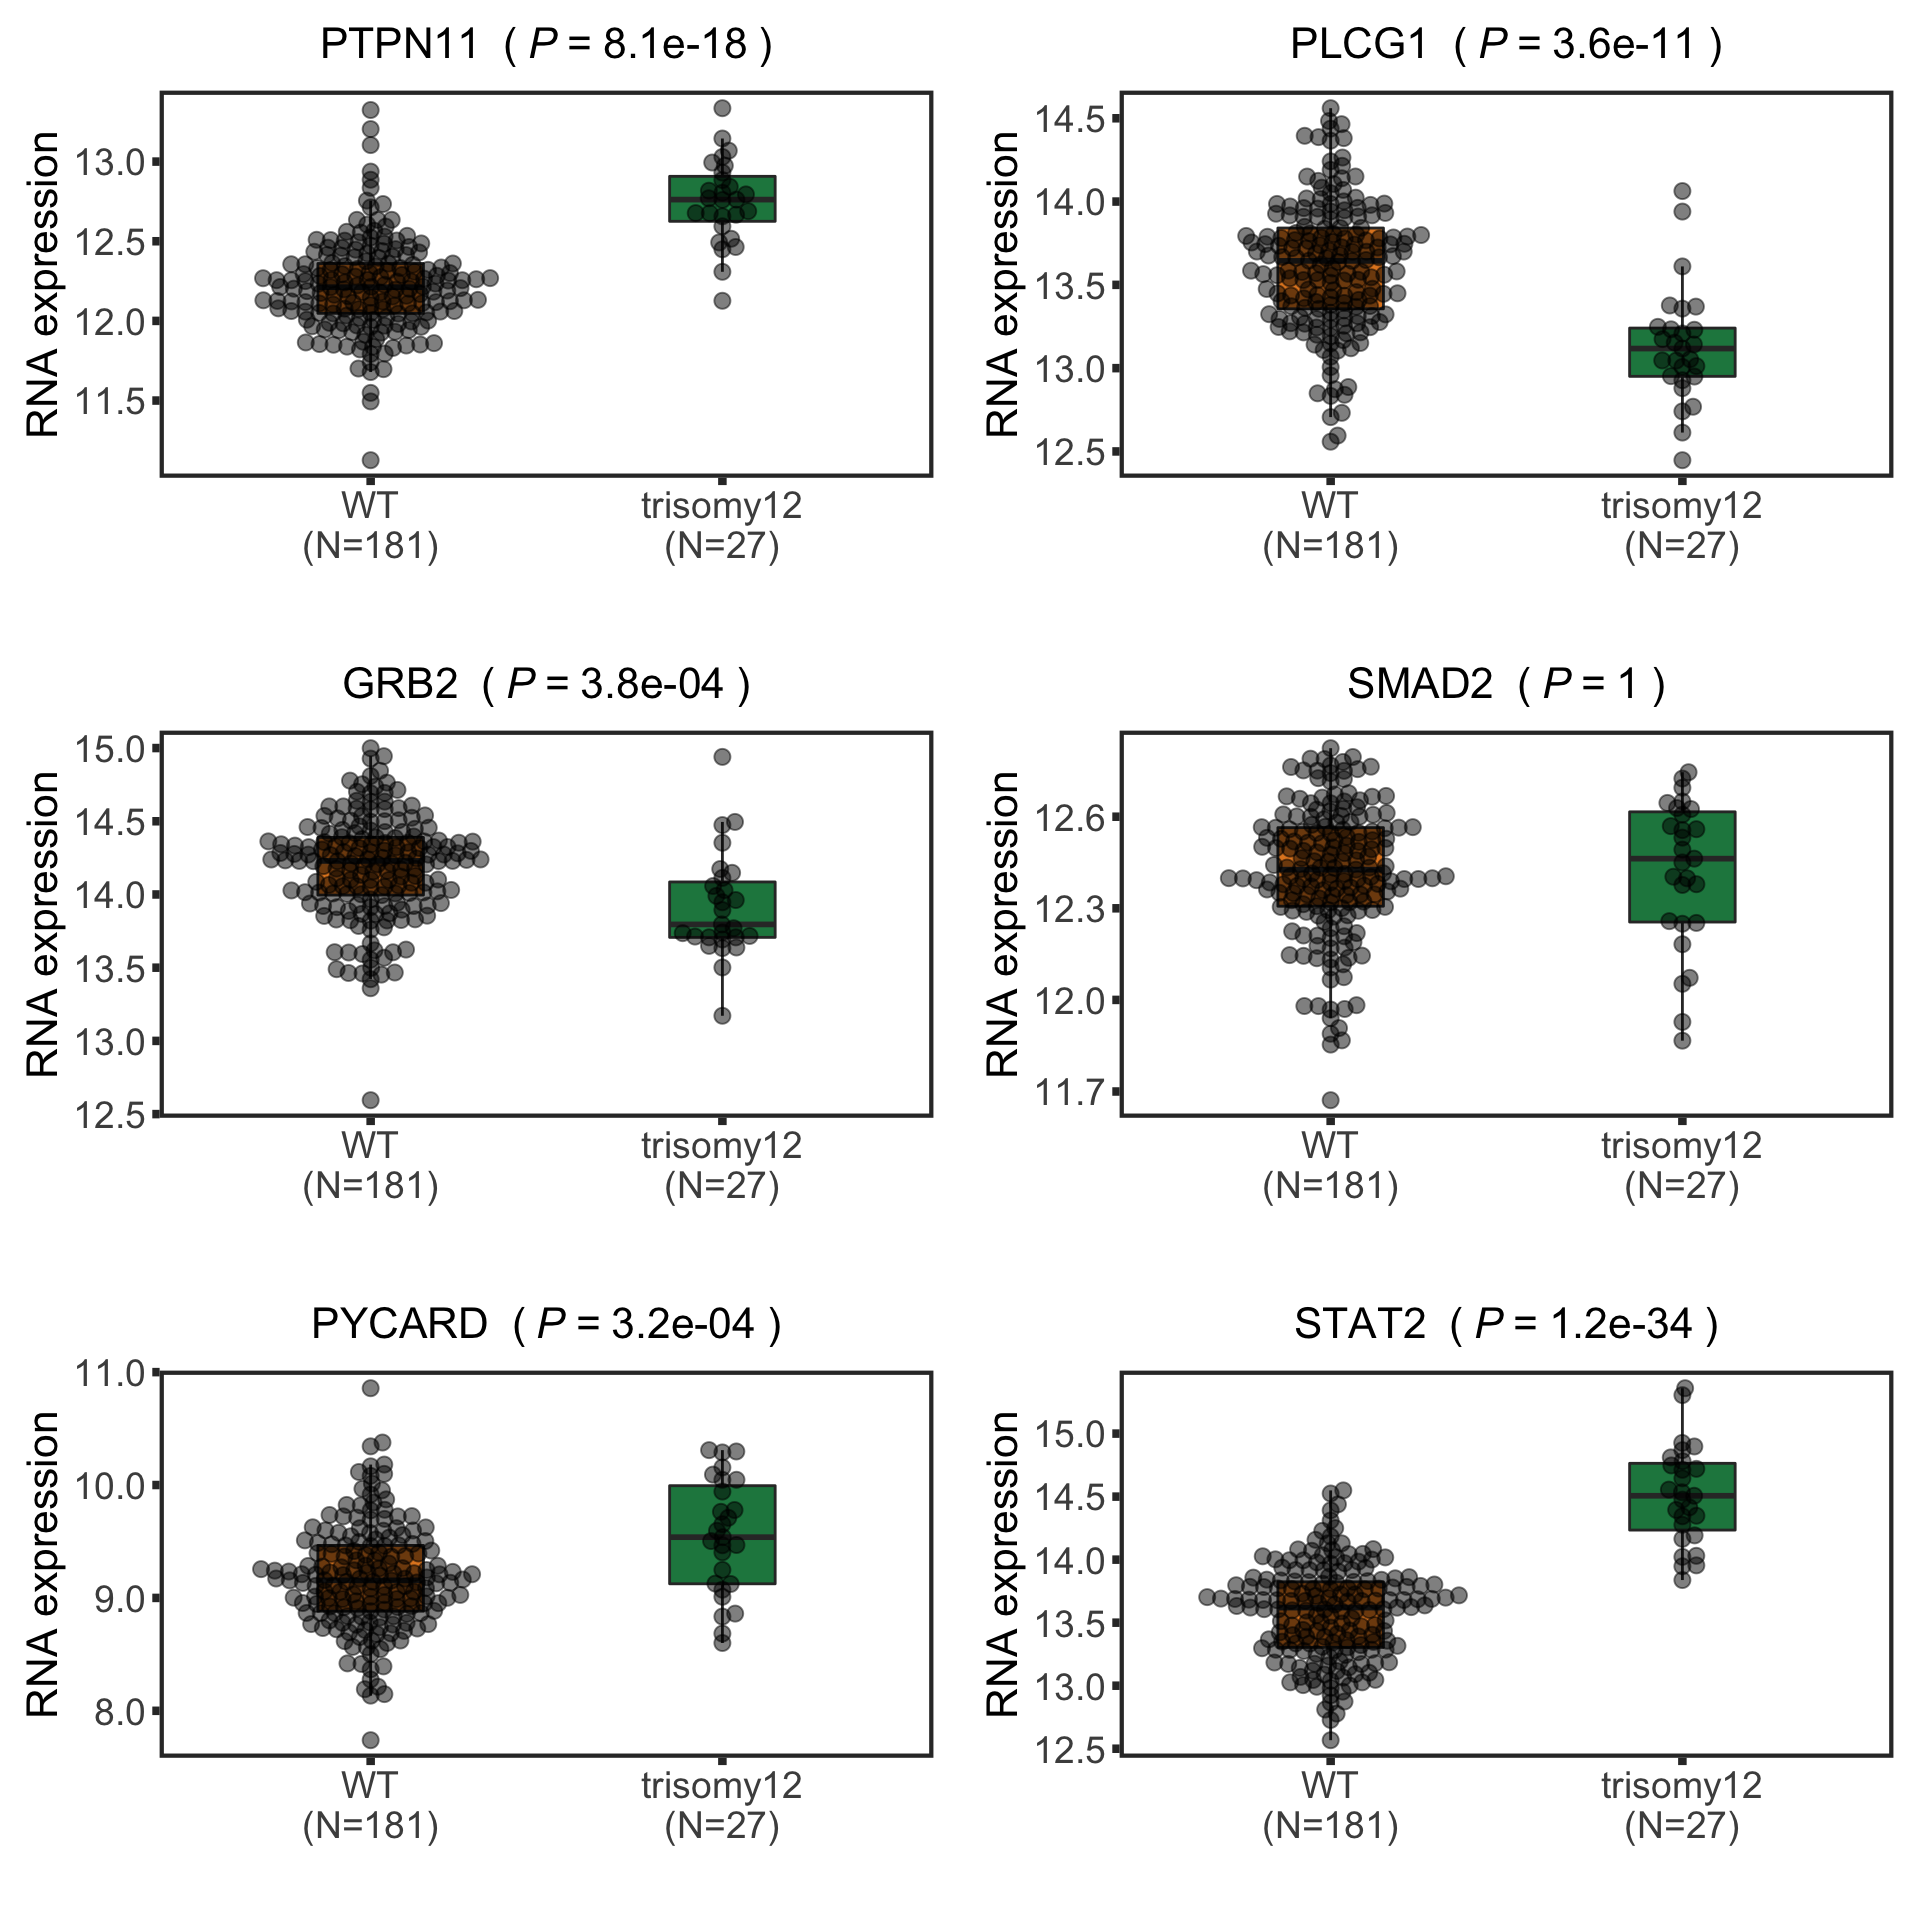 PTPN11 ( P = 8.1e-18 )
RNA expression
13.0
12.5
12.0
11.5
WT
(N=181)
trisomy12
(N=27)
PLCG1 ( P = 3.6e-11 )
RNA expression
14.5
14.0
13.5
13.0
12.5
WT
(N=181)
trisomy12
(N=27)
GRB2 ( P = 3.8e-04 )
RNA expression
15.0
14.5
14.0
13.5
13.0
12.5
WT
(N=181)
trisomy12
(N=27)
SMAD2 ( P = 1 )
RNA expression
12.6
12.3
12.0
11.7
WT
(N=181)
trisomy12
(N=27)
PYCARD ( P = 3.2e-04 )
RNA expression
11.0
10.0
9.0
8.0
WT
(N=181)
trisomy12
(N=27)
STAT2 ( P = 1.2e-34 )
RNA expression
15.0
14.5
14.0
13.5
13.0
12.5
WT
(N=181)
trisomy12
(N=27)